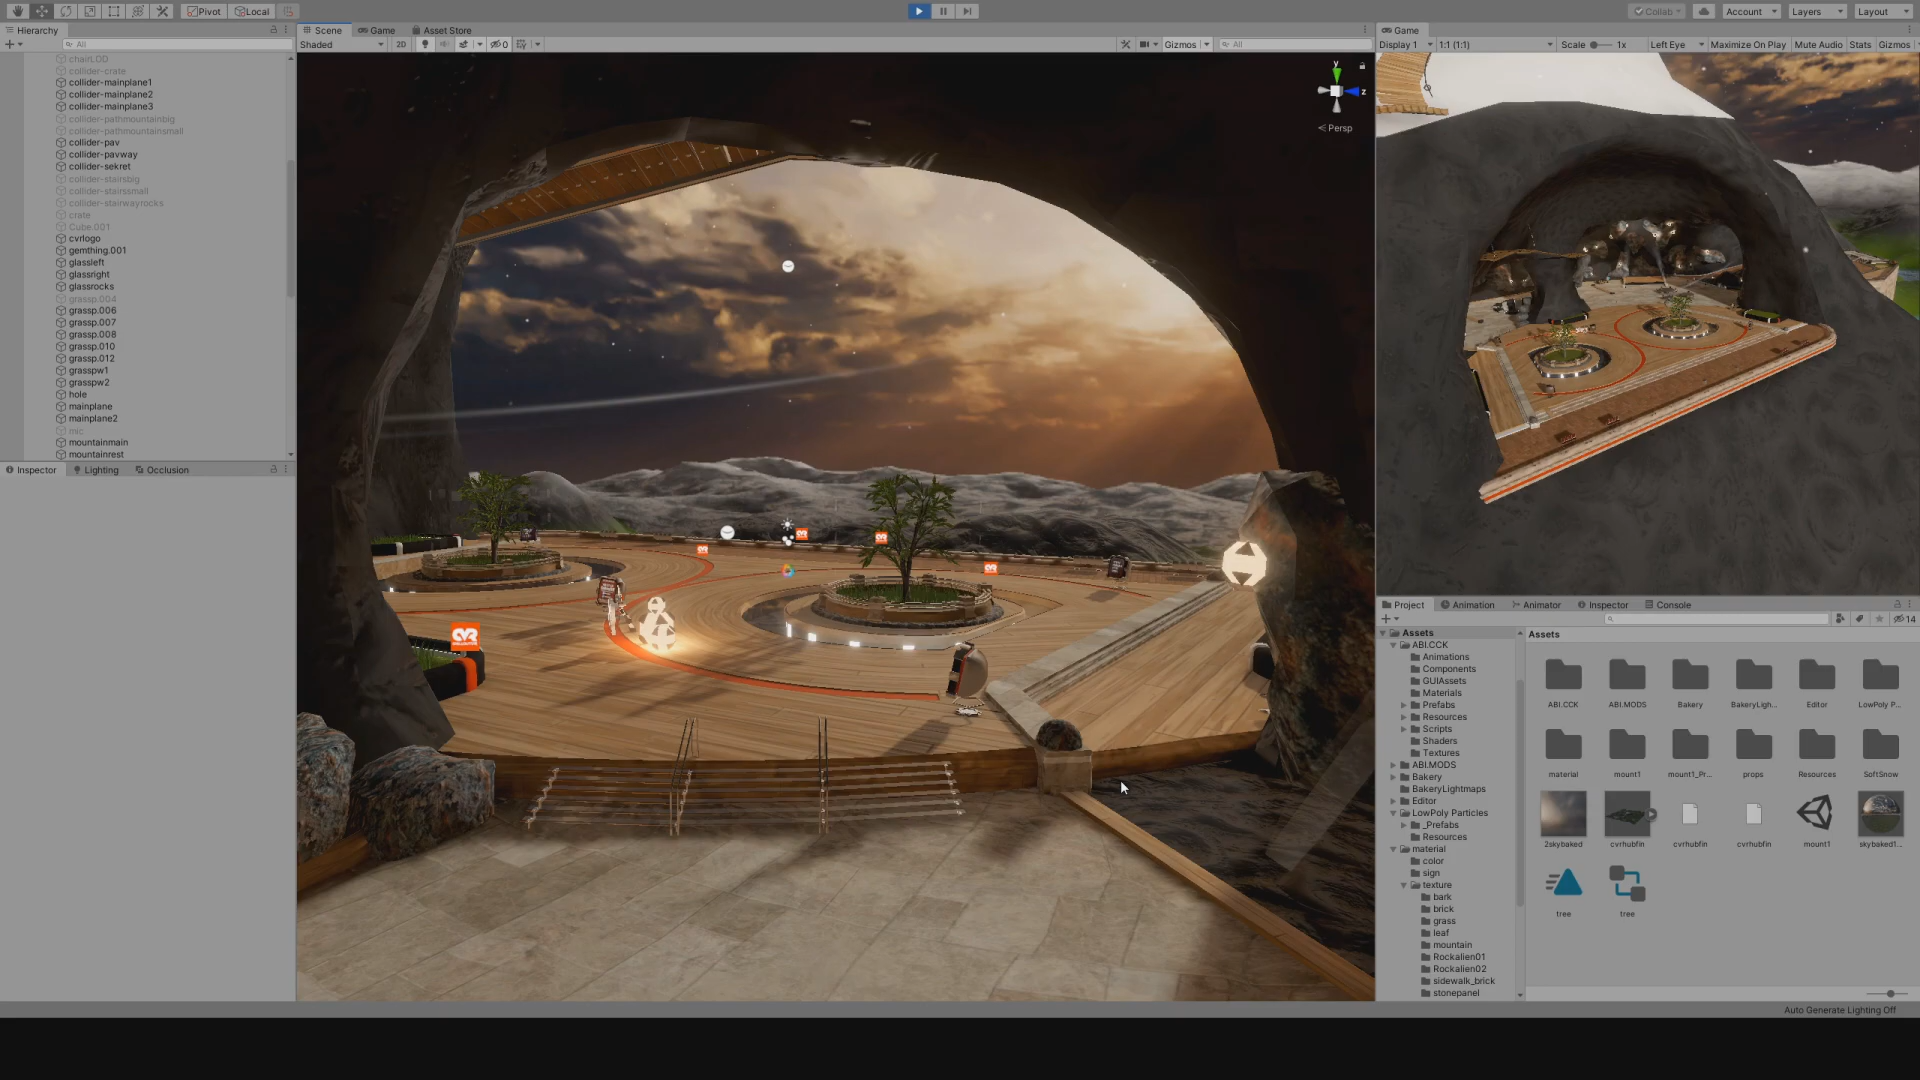 Pivot
Local
Collab
Account
Layers
Layout
Hierarchy
Scene
Game
Asset Store
Game
All
Shaded
2D
0
Gizmos
All
Display 1
1:1 (1:1)
Scale
1x
Left Eye
Maximize On Play
Mute Audio
Stats
Gizmos
chairLOD
collider-crate
collider-mainplane1
collider-mainplane2
collider-mainplane3
collider-pathmountainbig
collider-pathmountainsmall
collider-pav
collider-pavway
collider-sekret
collider-stairsbig
collider-stairssmall
collider-stairwayrocks
crate
Cube.001
cvrlogo
gemthing.001
glassleft
glassright
glassrocks
grassp.004
grassp.006
grassp.007
grassp.008
grassp.010
grassp.012
grasspw1
grasspw2
hole
mainplane
mainplane2
mic
mountainmain
mountainrest
y
z
Persp
Inspector
Lighting
Occlusion
Project
Animation
Animator
Inspector
Console
14
Assets
ABI.CCK
Animations
Components
GUIAssets
Materials
Prefabs
Resources
Scripts
Shaders
Textures
ABI.MODS
Bakery
BakeryLightmaps
Editor
LowPoly Particles
_Prefabs
Resources
material
color
sign
texture
bark
brick
grass
leaf
mountain
Rockalien01
Rockalien02
sidewalk_brick
stonepanel
Assets
ABI.CCK
ABI.MODS
Bakery
BakeryLigh...
Editor
LowPoly P...
material
mount1
mount1_Pr...
props
Resources
SoftSnow
2skybaked
cvrhubfin
cvrhubfin
cvrhubfin
mount1
skybaked1...
tree
tree
Auto Generate Lighting Off